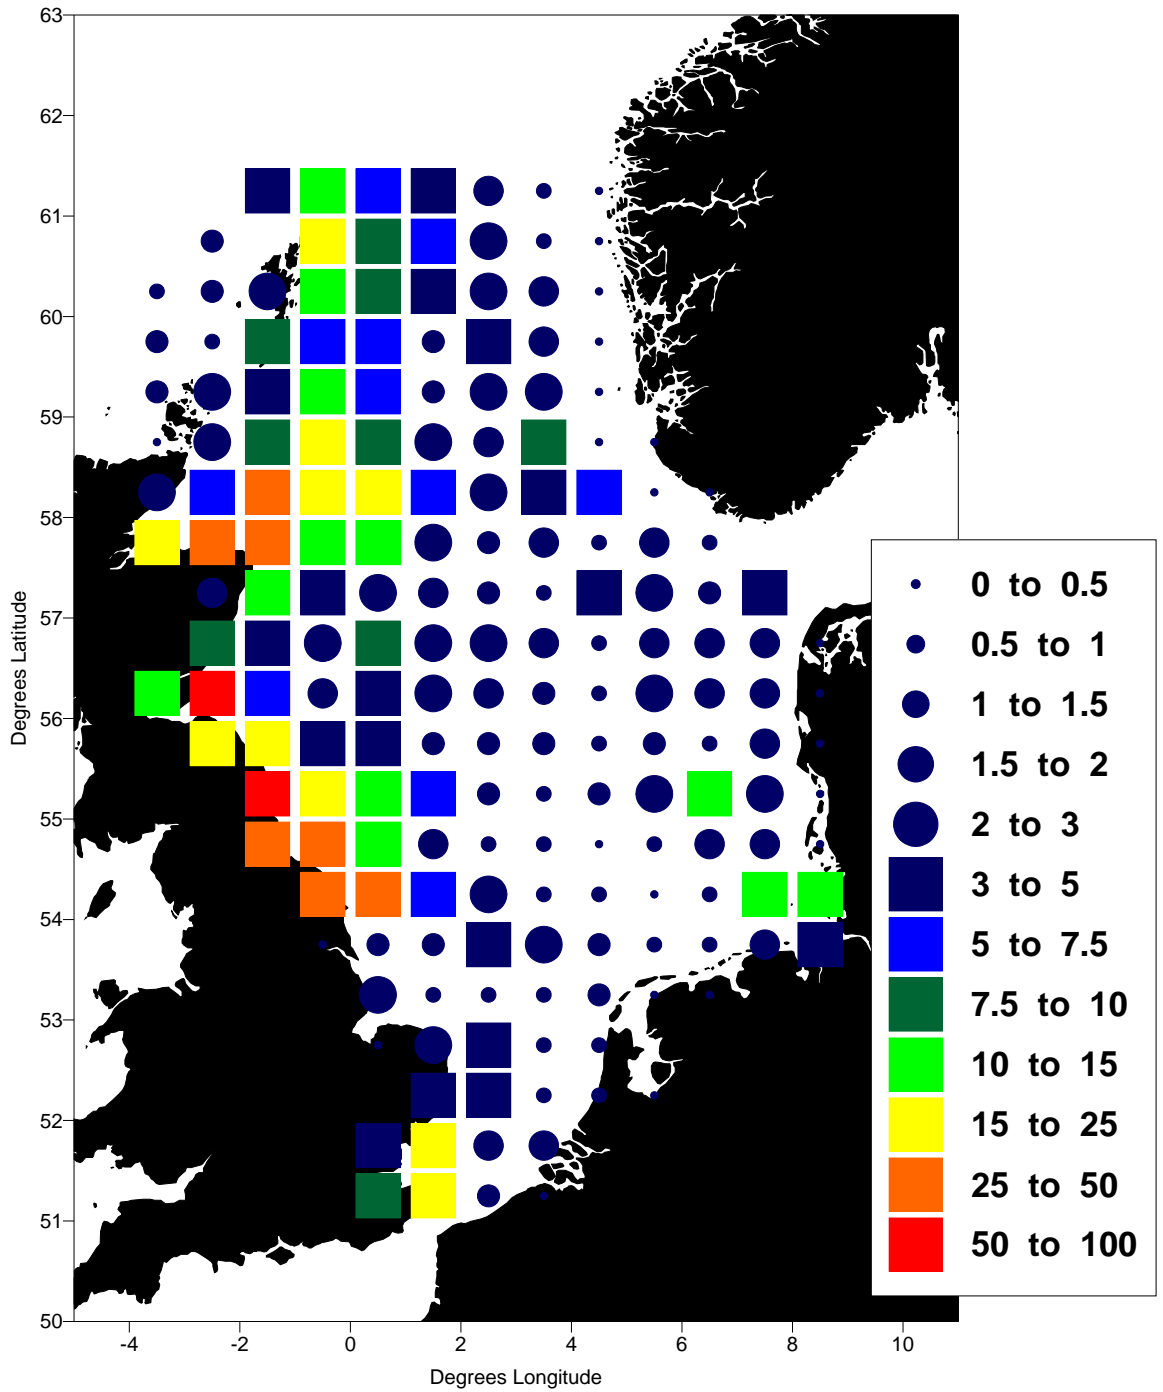 63
62
61
60
59
58
57
56
55
54
53
52
51
50
Degrees Latitude
-4 -2 0 2 4 6 8 10
Degrees Longitude
0 to 0.5
0.5 to 1
1 to 1.5
1.5 to 2
2 to 3
3 to 5
5 to 7.5
7.5 to 10
10 to 15
15 to 25
25 to 50
50 to 100